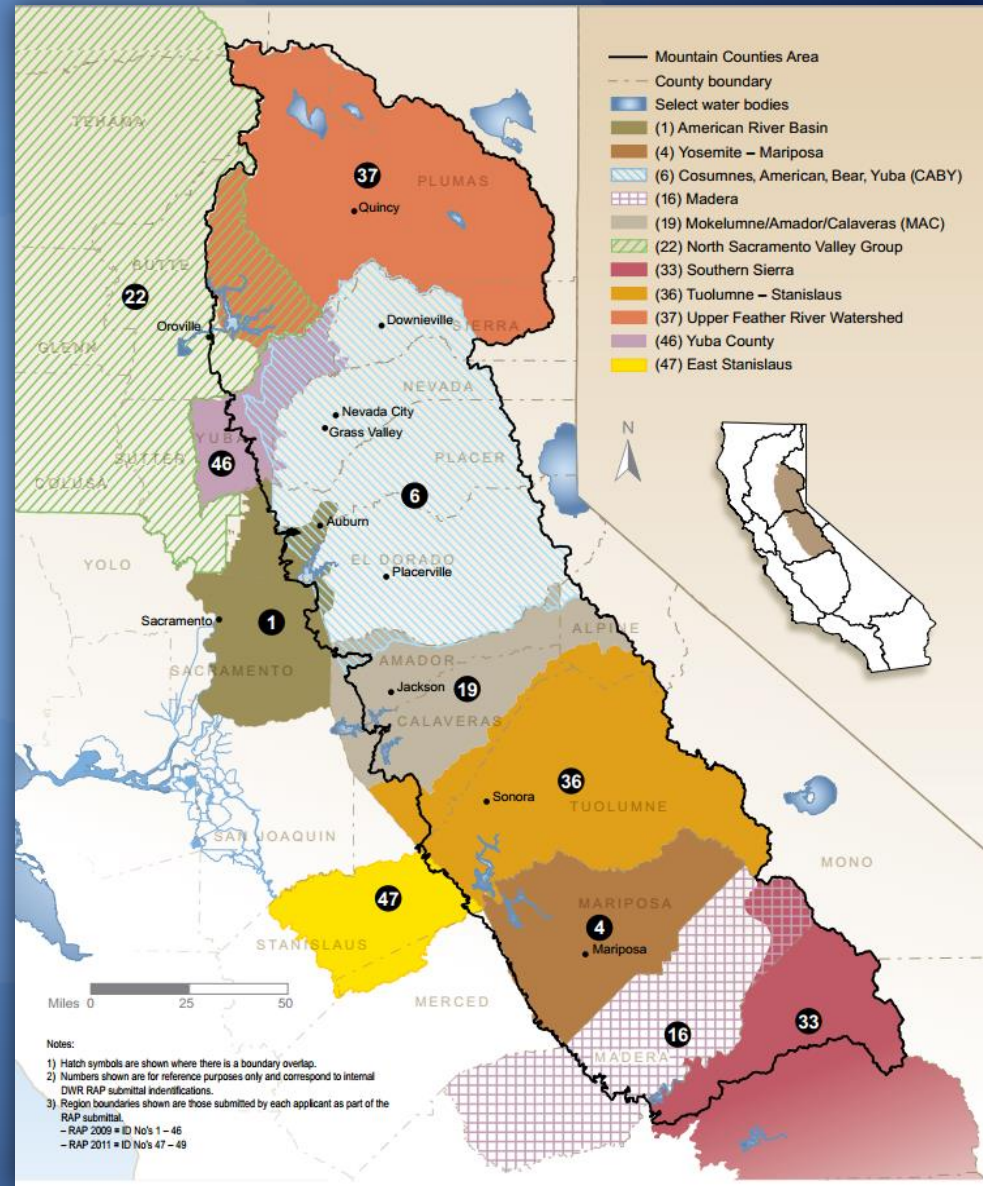 Mountain Counties Area
County boundary
Select water bodies
(1) American River Basin
(4) Yosemite – Mariposa
(6) Cosumnes, American, Bear, Yuba (CABY)
(16) Madera
(19) Mokelumne/Amador/Calaveras (MAC)
(22) North Sacramento Valley Group
(33) Southern Sierra
(36) Tuolumne – Stanislaus
(37) Upper Feather River Watershed
(46) Yuba County
(47) East Stanislaus
N
TEHAMA
37
PLUMAS
Quincy
BUTTE
22
Oroville
Downieville
SIERRA
GLENN
NEVADA
Nevada City
Grass Valley
YUBA
PLACER
SUTTER
46
COLUSA
6
Auburn
YOLO
EL DORADO
Placerville
Sacramento
1
ALPINE
SACRAMENTO
AMADOR
Jackson
19
CALAVERAS
36
Sonora
TUOLUMNE
SAN JOAQUIN
MONO
47
MARIPOSA
4
STANISLAUS
Mariposa
MERCED
16
33
MADERA
Miles 0 25 50
Notes:
1) Hatch symbols are shown where there is a boundary overlap.
2) Numbers shown are for reference purposes only and correspond to internal
DWR RAP submittal indentifications.
3) Region boundaries shown are those submitted by each applicant as part of the
RAP submittal.
– RAP 2009 = ID No's 1 – 46
– RAP 2011 = ID No's 47 – 49